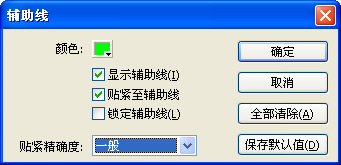 辅助线
颜色:
确定
显示辅助线(I)
取消
贴紧至辅助线
锁定辅助线(L)
全部清除(A)
贴紧精确度:
一般
保存默认值(D)